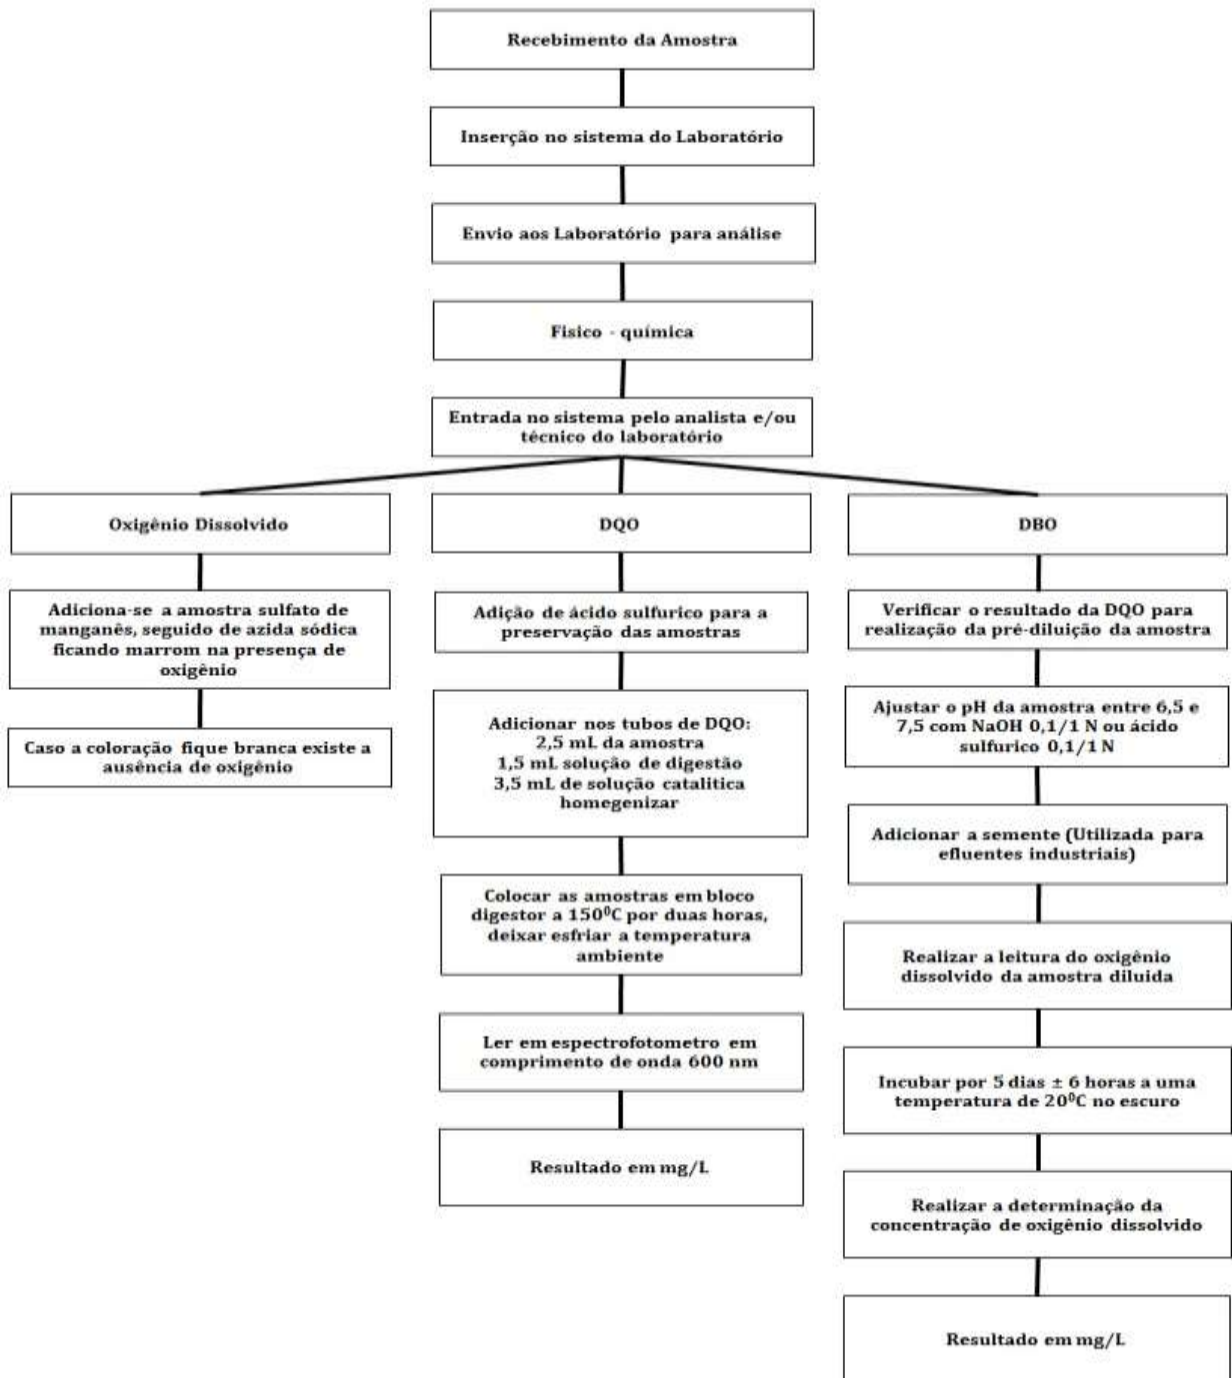 Recebimento da Amostra
Inserção no sistema do Laboratório
Envio aos Laboratório para análise
Fisico - química
Entrada no sistema pelo analista e/ou
técnico do laboratório
Oxigênio Dissolvido
Adiciona-se a amostra sulfato de
manganês, seguido de azida sódica
ficando marrom na presença de
oxigênio
Caso a coloração fique branca existe a
ausência de oxigênio
DQO
Adição de ácido sulfurico para a
preservação das amostras
Adicionar nos tubos de DQO:
2,5 mL da amostra
1,5 mL solução de digestão
3,5 mL de solução catalitica
homegenizar
Colocar as amostras em bloco
digestor a 150⁰C por duas horas,
deixar esfriar a temperatura
ambiente
Ler em espectrofotometro em
comprimento de onda 600 nm
Resultado em mg/L
DBO
Verificar o resultado da DQO para
realização da pré-diluição da amostra
Ajustar o pH da amostra entre 6,5 e
7,5 com NaOH 0,1/1 N ou ácido
sulfurico 0,1/1 N
Adicionar a semente (Utilizada para
efluentes industriais)
Realizar a leitura do oxigênio
dissolvido da amostra diluida
Incubar por 5 dias ± 6 horas a uma
temperatura de 20⁰C no escuro
Realizar a determinação da
concentração de oxigênio dissolvido
Resultado em mg/L